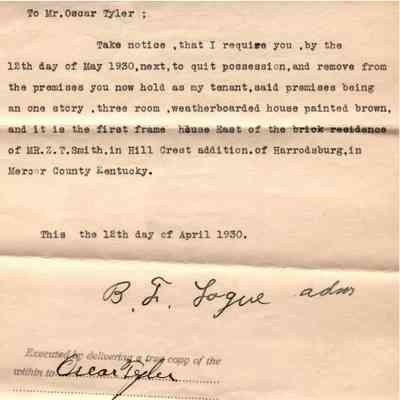 To Mr.Oscar Tyler ;
Take notice ,that I require you ,by the
12th day of May 1930,next,to quit possession,and remove from
the premises you now hold as my tenant,said premises being
an one story ,three room ,weatherboarded house painted brown,
and it is the first frame house East of the brick residence
of MR.Z.T.Smith,in Hill Crest addition.of Harrodsburg,in
Mercer County Kentucky.
This the 12th day of April 1930.
B. F. Logue adms
Executed by delivering a true copy of the
within to Oscar Tyler